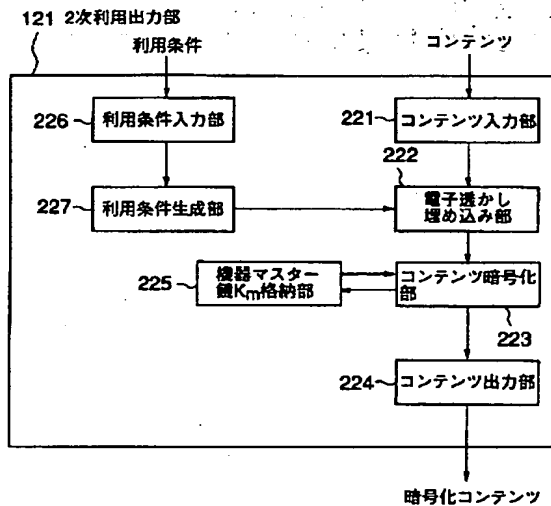 121 2次利用出力部
利用条件
コンテンツ
226
利用条件入力部
221
コンテンツ入力部
222
227
利用条件生成部
電子透かし
埋め込み部
225
機器マスター
鍵Km格納部
コンテンツ暗号化
部
223
224
コンテンツ出力部
暗号化コンテンツ